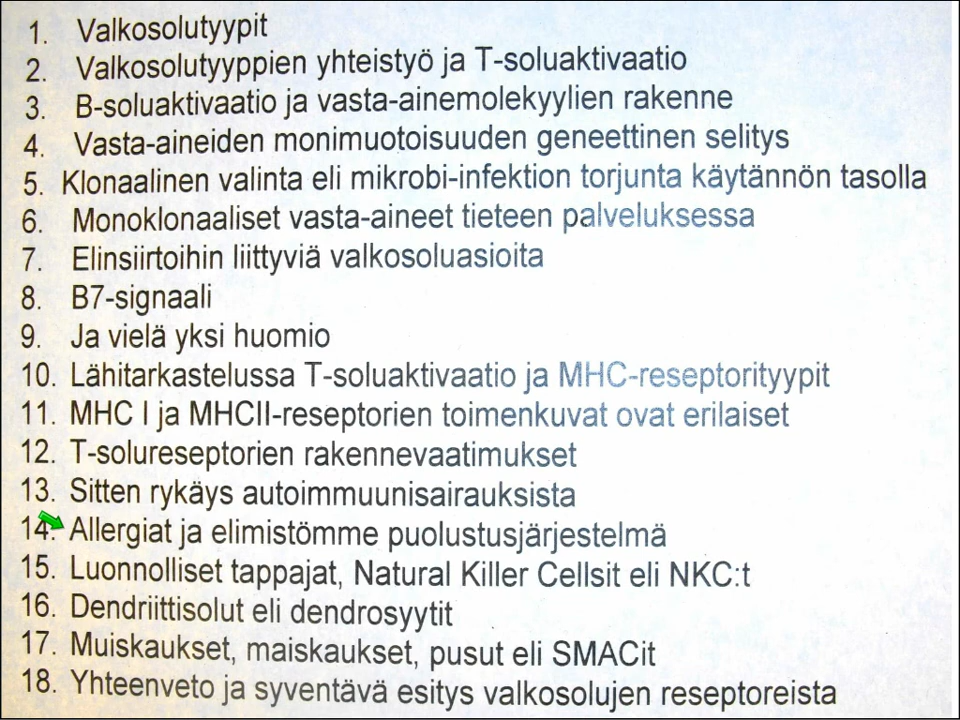 1. Valkosolutyypit
2. Valkosolutyyppien yhteistyö ja T-soluaktivaatio
3. B-soluaktivaatio ja vasta-ainemolekyylien rakenne
4. Vasta-aineiden monimuotoisuuden geneettinen selitys
5. Klonaalinen valinta eli mikrobi-infektion torjunta käytännön tasolla
6. Monoklonaaliset vasta-aineet tieteen palveluksessa
7. Elinsiirtoihin liittyviä valkosoluasioita
8. B7-signaali
9. Ja vielä yksi huomio
10. Lähitarkastelussa T-soluaktivaatio ja MHC-reseptorityypit
11. MHC I ja MHCII-reseptorien toimenkuvat ovat erilaiset
12. T-solureseptorien rakennevaatimukset
13. Sitten rykäys autoimmuunisairauksista
14. Allergiat ja elimistömme puolustusjärjestelmä
15. Luonnolliset tappajat, Natural Killer Cellsit eli NKC:t
16. Dendriittisolut eli dendrosyytit
17. Muiskaukset, maiskaukset, pusut eli SMACit
18. Yhteenveto ja syventävä esitys valkosolujen reseptoreista